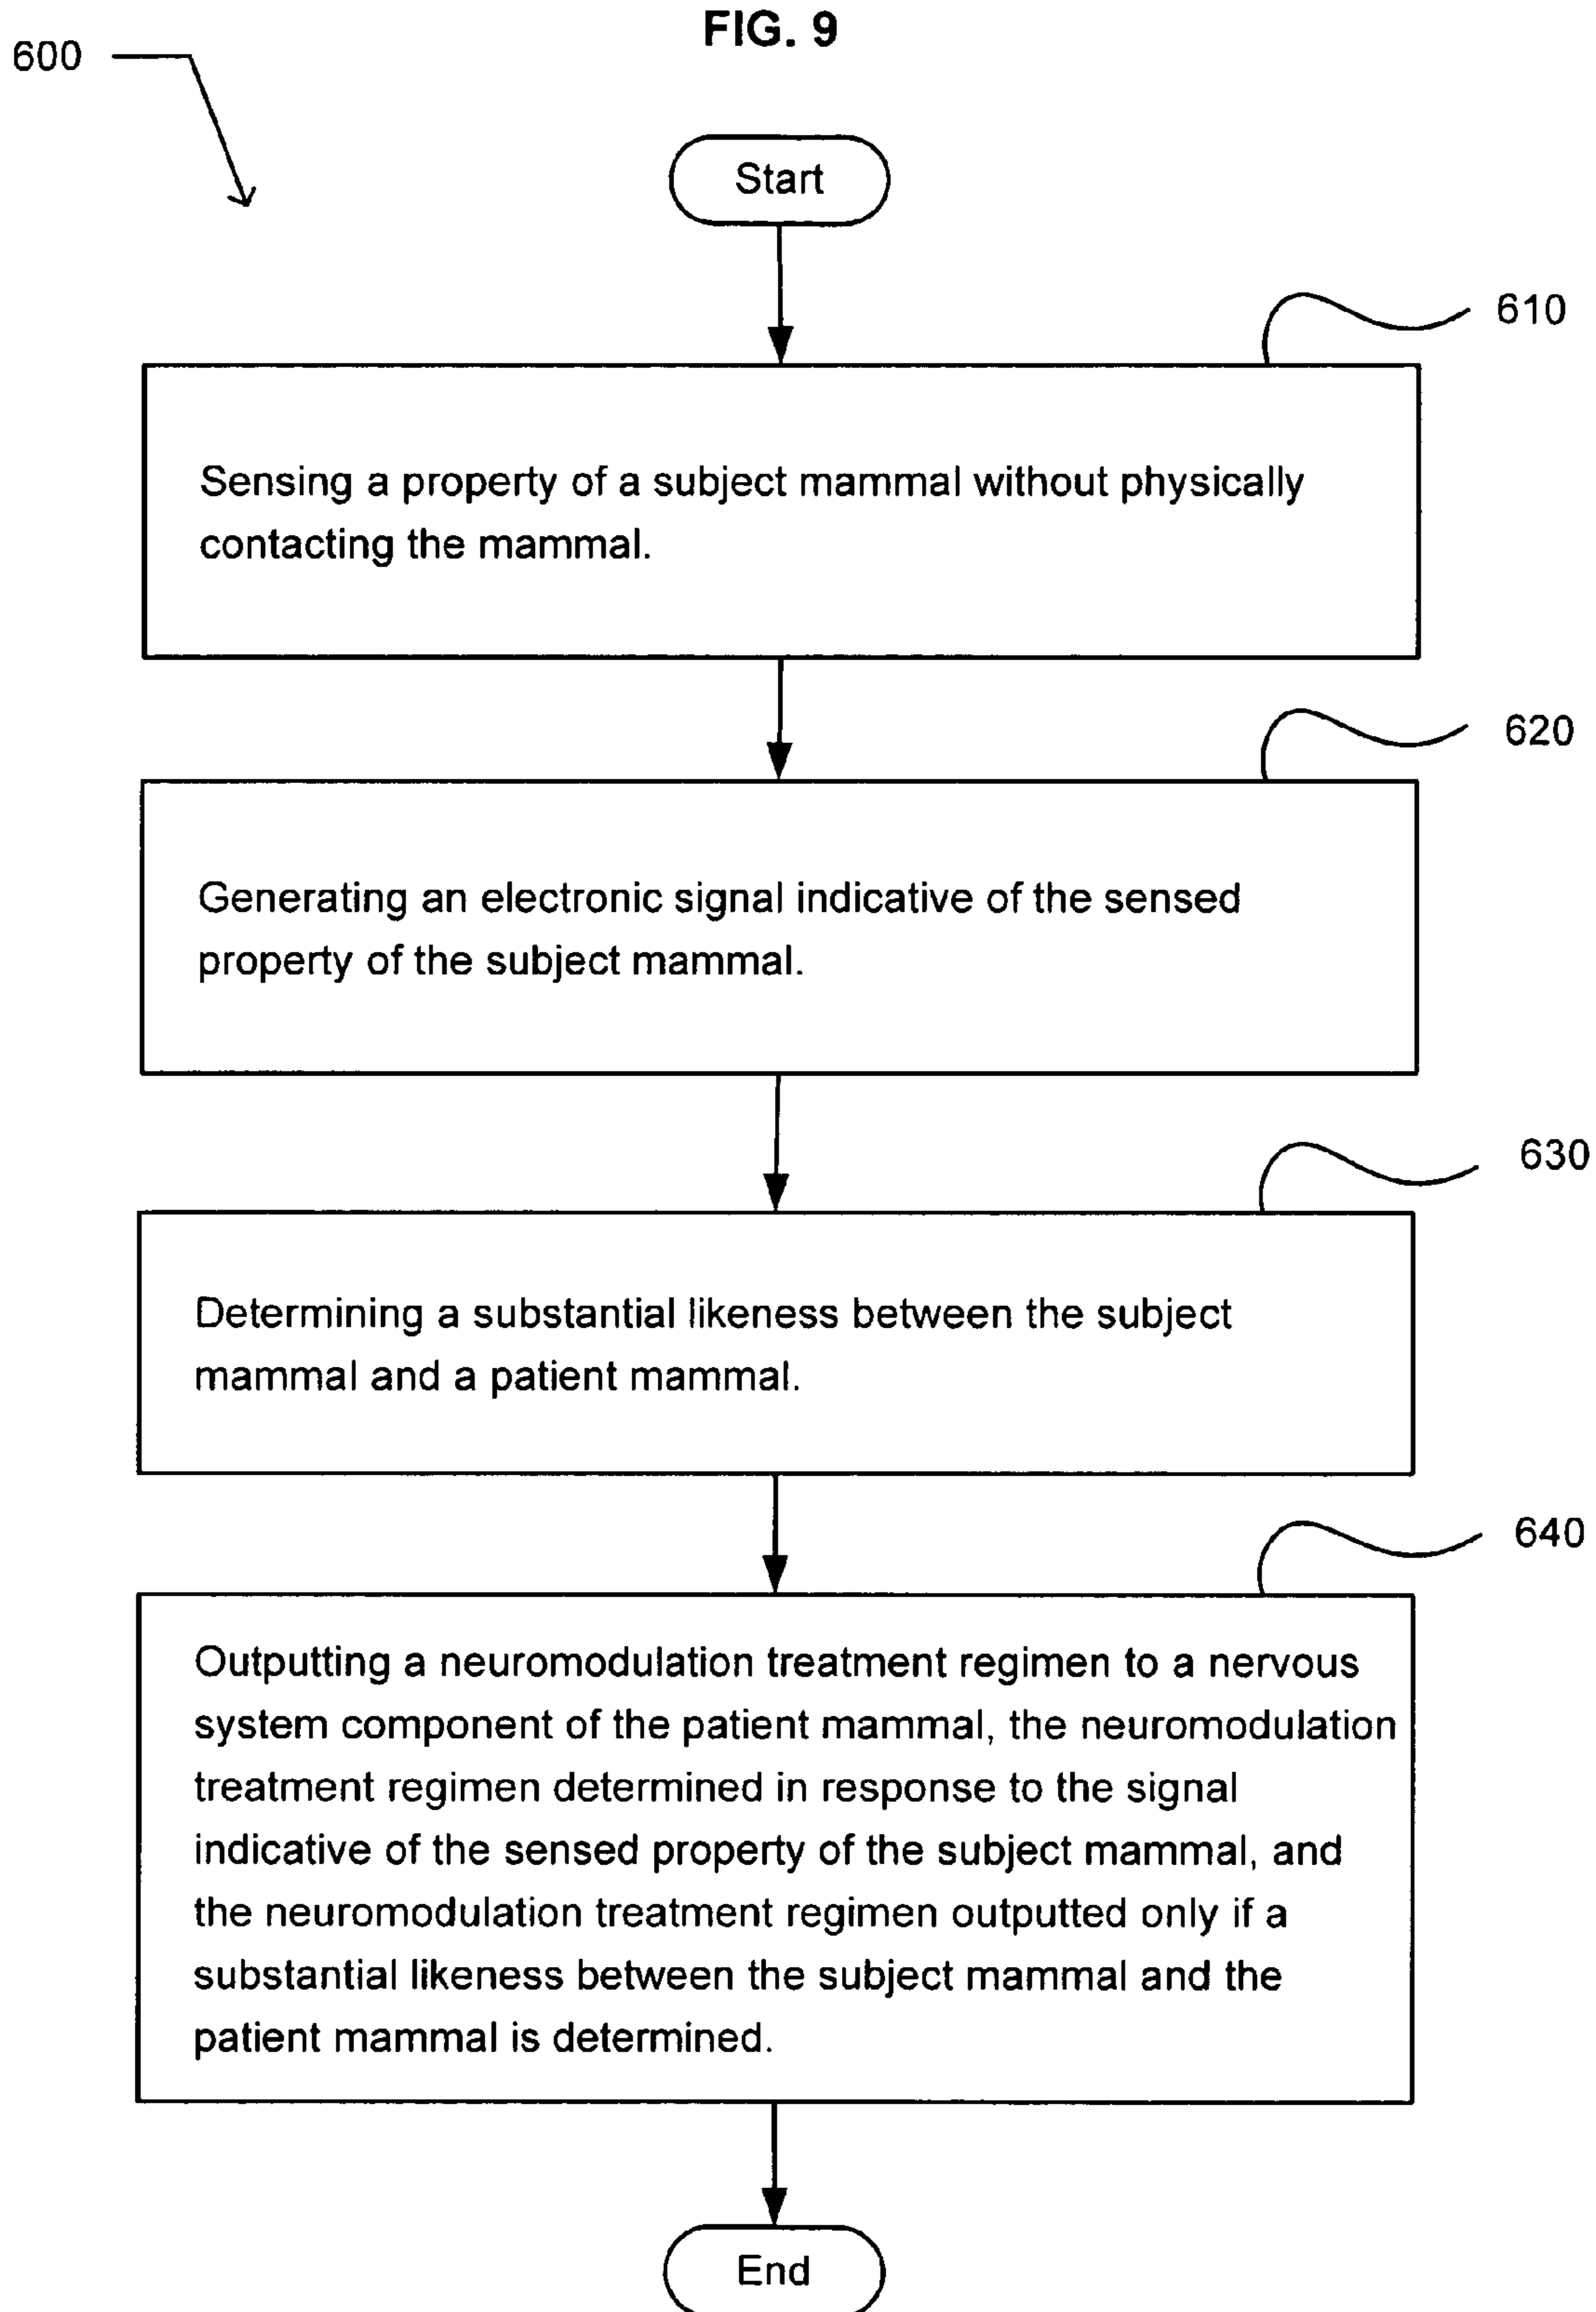 FIG. 9
600
Start
610
Sensing a property of a subject mammal without physically
contacting the mammal.
620
Generating an electronic signal indicative of the sensed
property of the subject mammal.
630
Determining a substantial likeness between the subject
mammal and a patient mammal.
640
Outputting a neuromodulation treatment regimen to a nervous
system component of the patient mammal, the neuromodulation
treatment regimen determined in response to the signal
indicative of the sensed property of the subject mammal, and
the neuromodulation treatment regimen outputted only if a
substantial likeness between the subject mammal and the
patient mammal is determined.
End